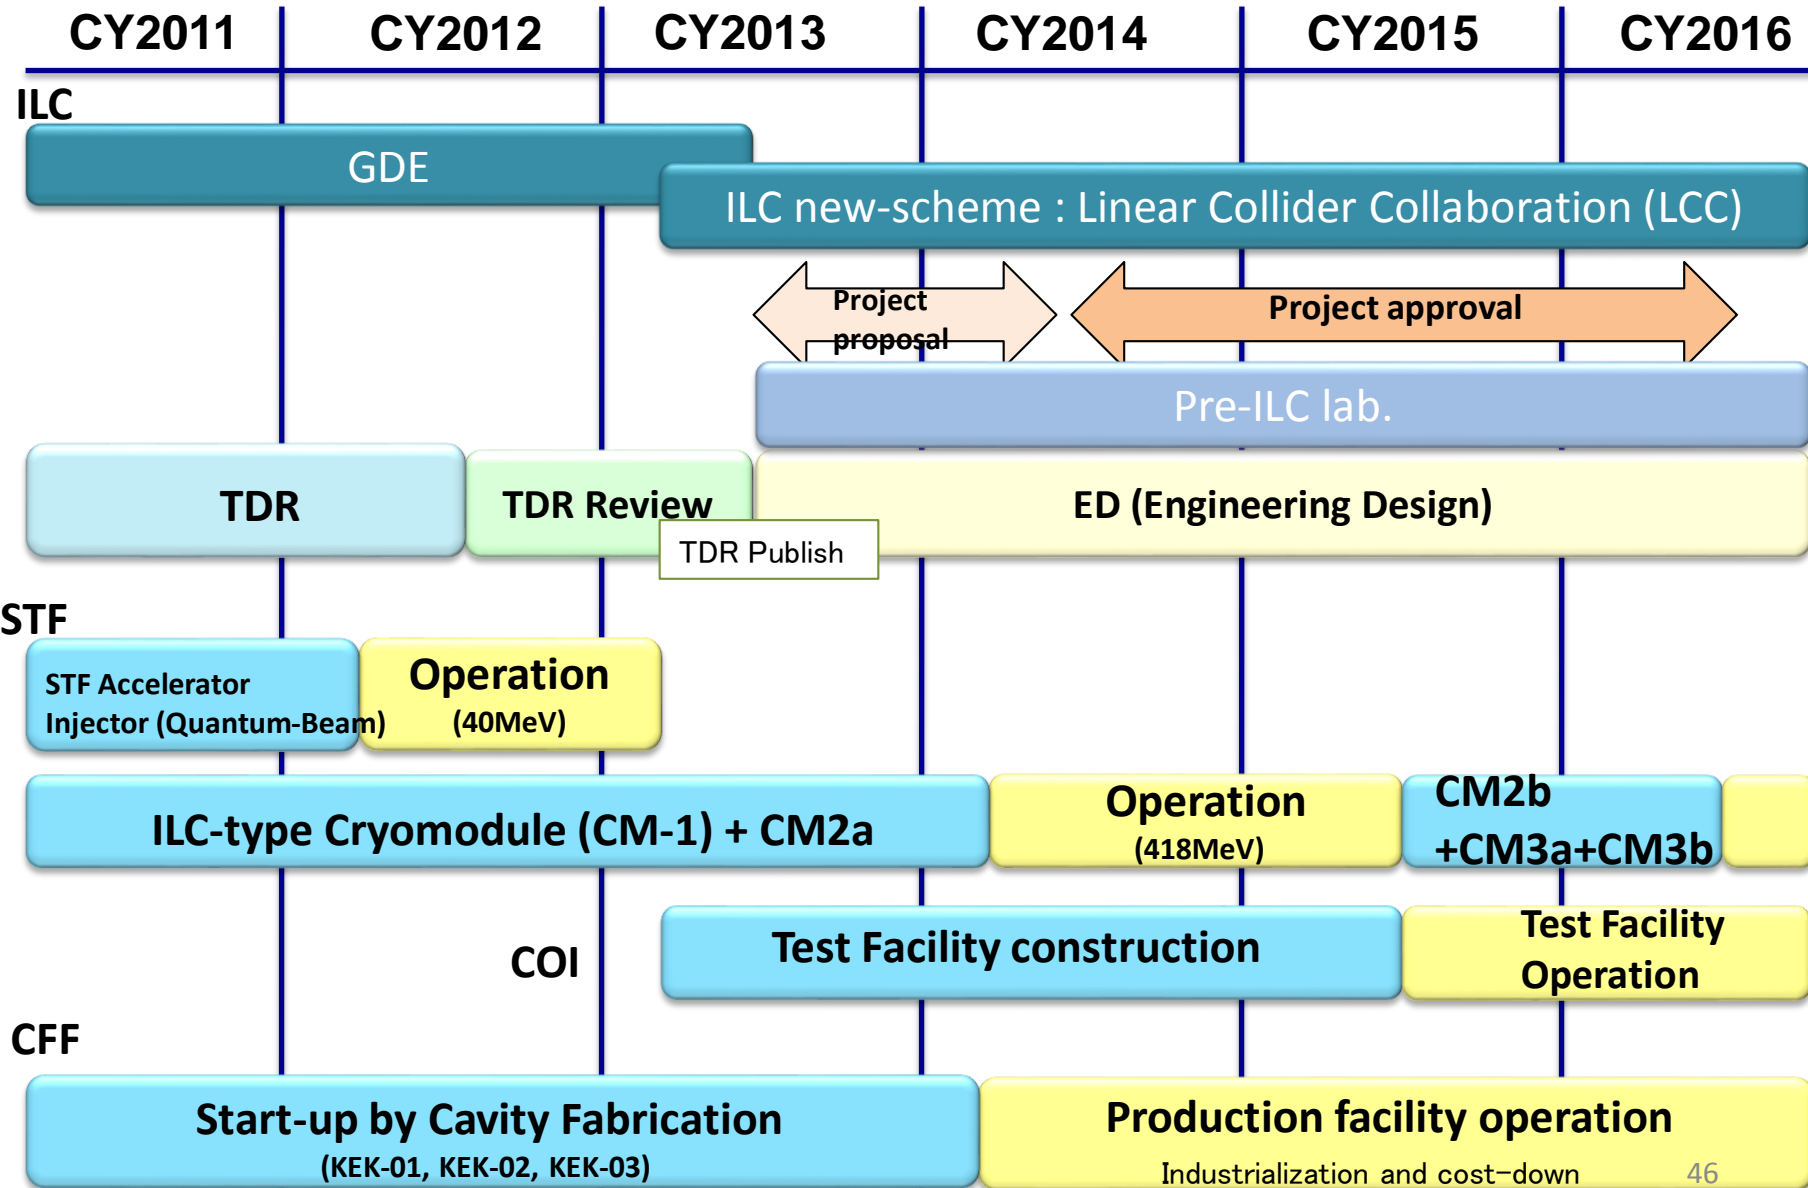 CY2011 CY2012 CY2013 CY2014 CY2015 CY2016
ILC
GDE
ILC new-scheme : Linear Collider Collaboration (LCC)
Project
proposal
Project approval
Pre-ILC lab.
TDR
TDR Review
ED (Engineering Design)
TDR Publish
STF
STF Accelerator
Injector (Quantum-Beam)
Operation
(40MeV)
ILC-type Cryomodule (CM-1) + CM2a
Operation
(418MeV)
CM2b
+CM3a+CM3b
COI
Test Facility construction
Test Facility
Operation
CFF
Start-up by Cavity Fabrication
(KEK-01, KEK-02, KEK-03)
Production facility operation
Industrialization and cost-down
46